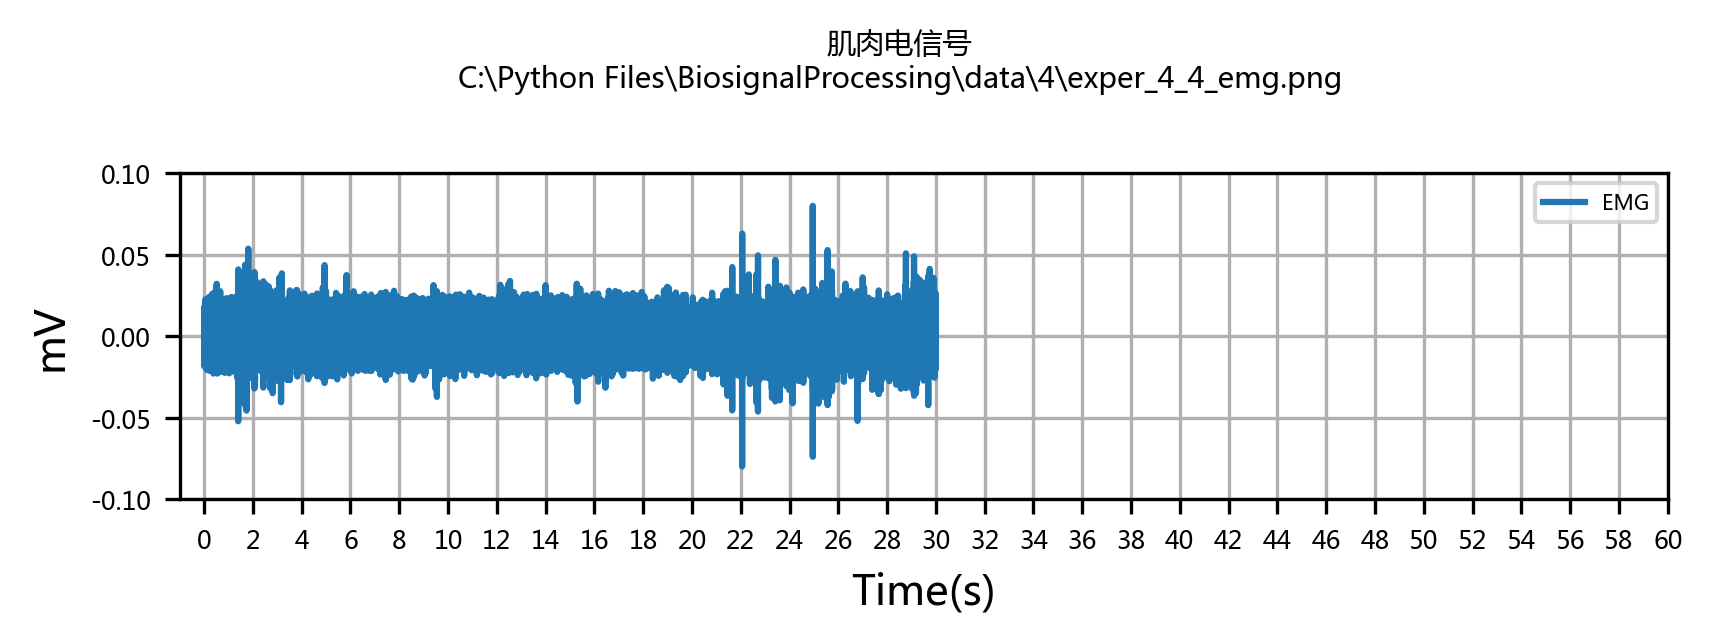 肌肉电信号
C:\Python Files\BiosignalProcessing\data\4\exper_4_4_emg.png
0.10
0.05
0.00
-0.05
-0.10
mV
EMG
0 2 4 6 8 10 12 14 16 18 20 22 24 26 28 30 32 34 36 38 40 42 44 46 48 50 52 54 56 58 60
Time(s)